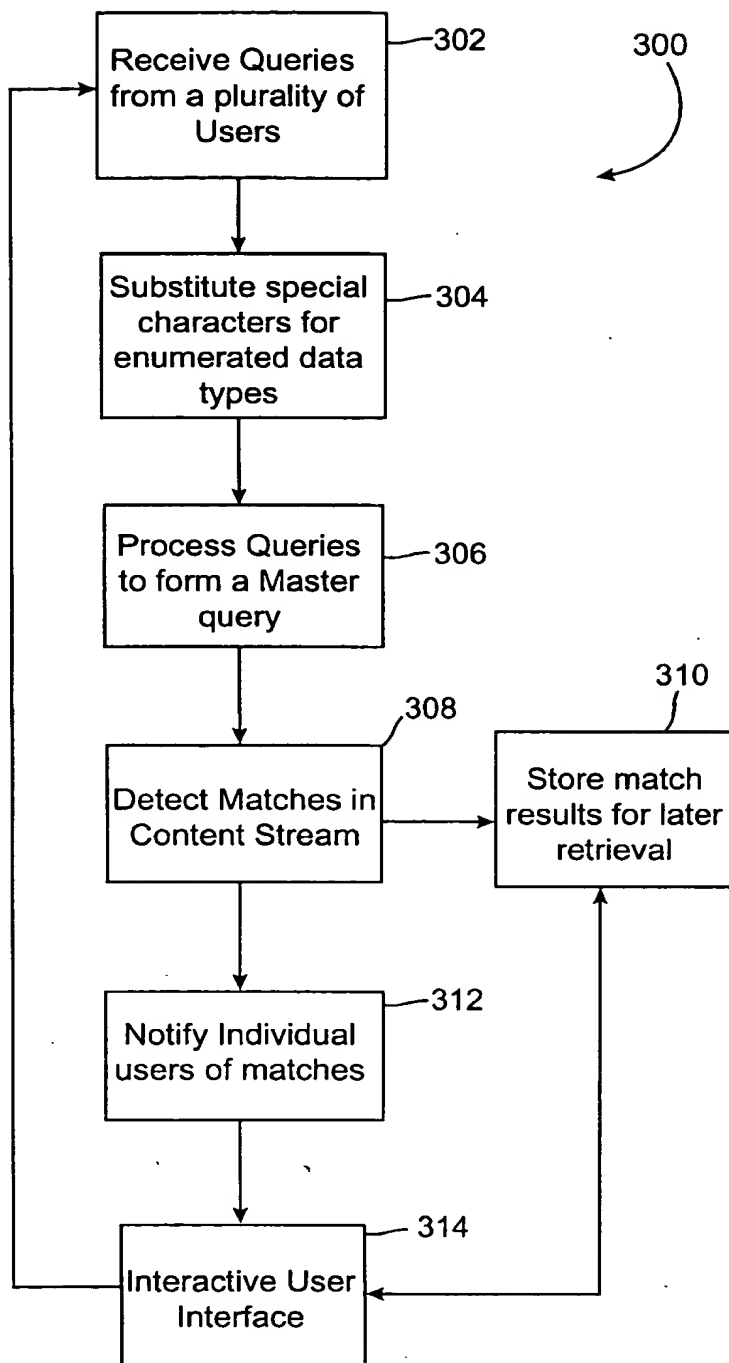 302
300
Receive Queries
from a plurality of
Users
304
Substitute special
characters for
enumerated data
types
306
Process Queries
to form a Master
query
308
310
Detect Matches in
Content Stream
Store match
results for later
retrieval
312
Notify Individual
users of matches
314
Interactive User
Interface